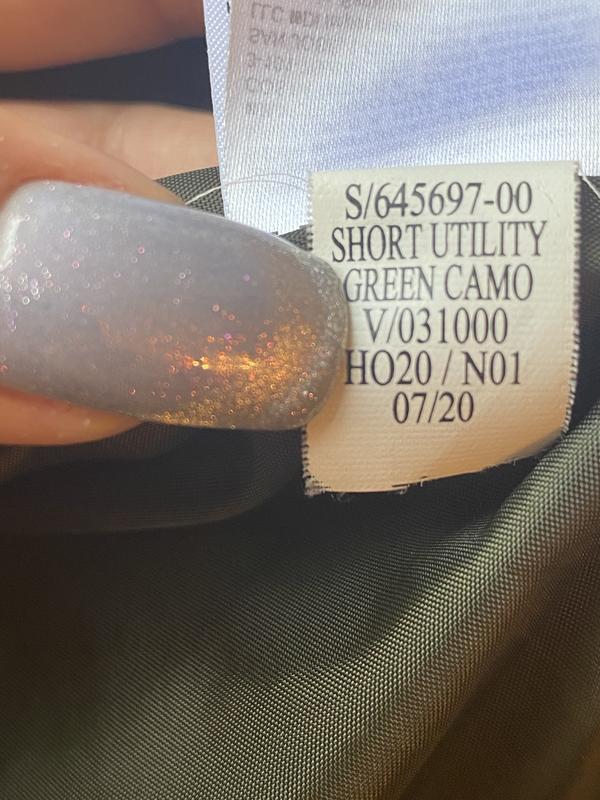 S/645697-00
SHORT UTILITY
GREEN CAMO
V/031000
HO20 / N01
07/20